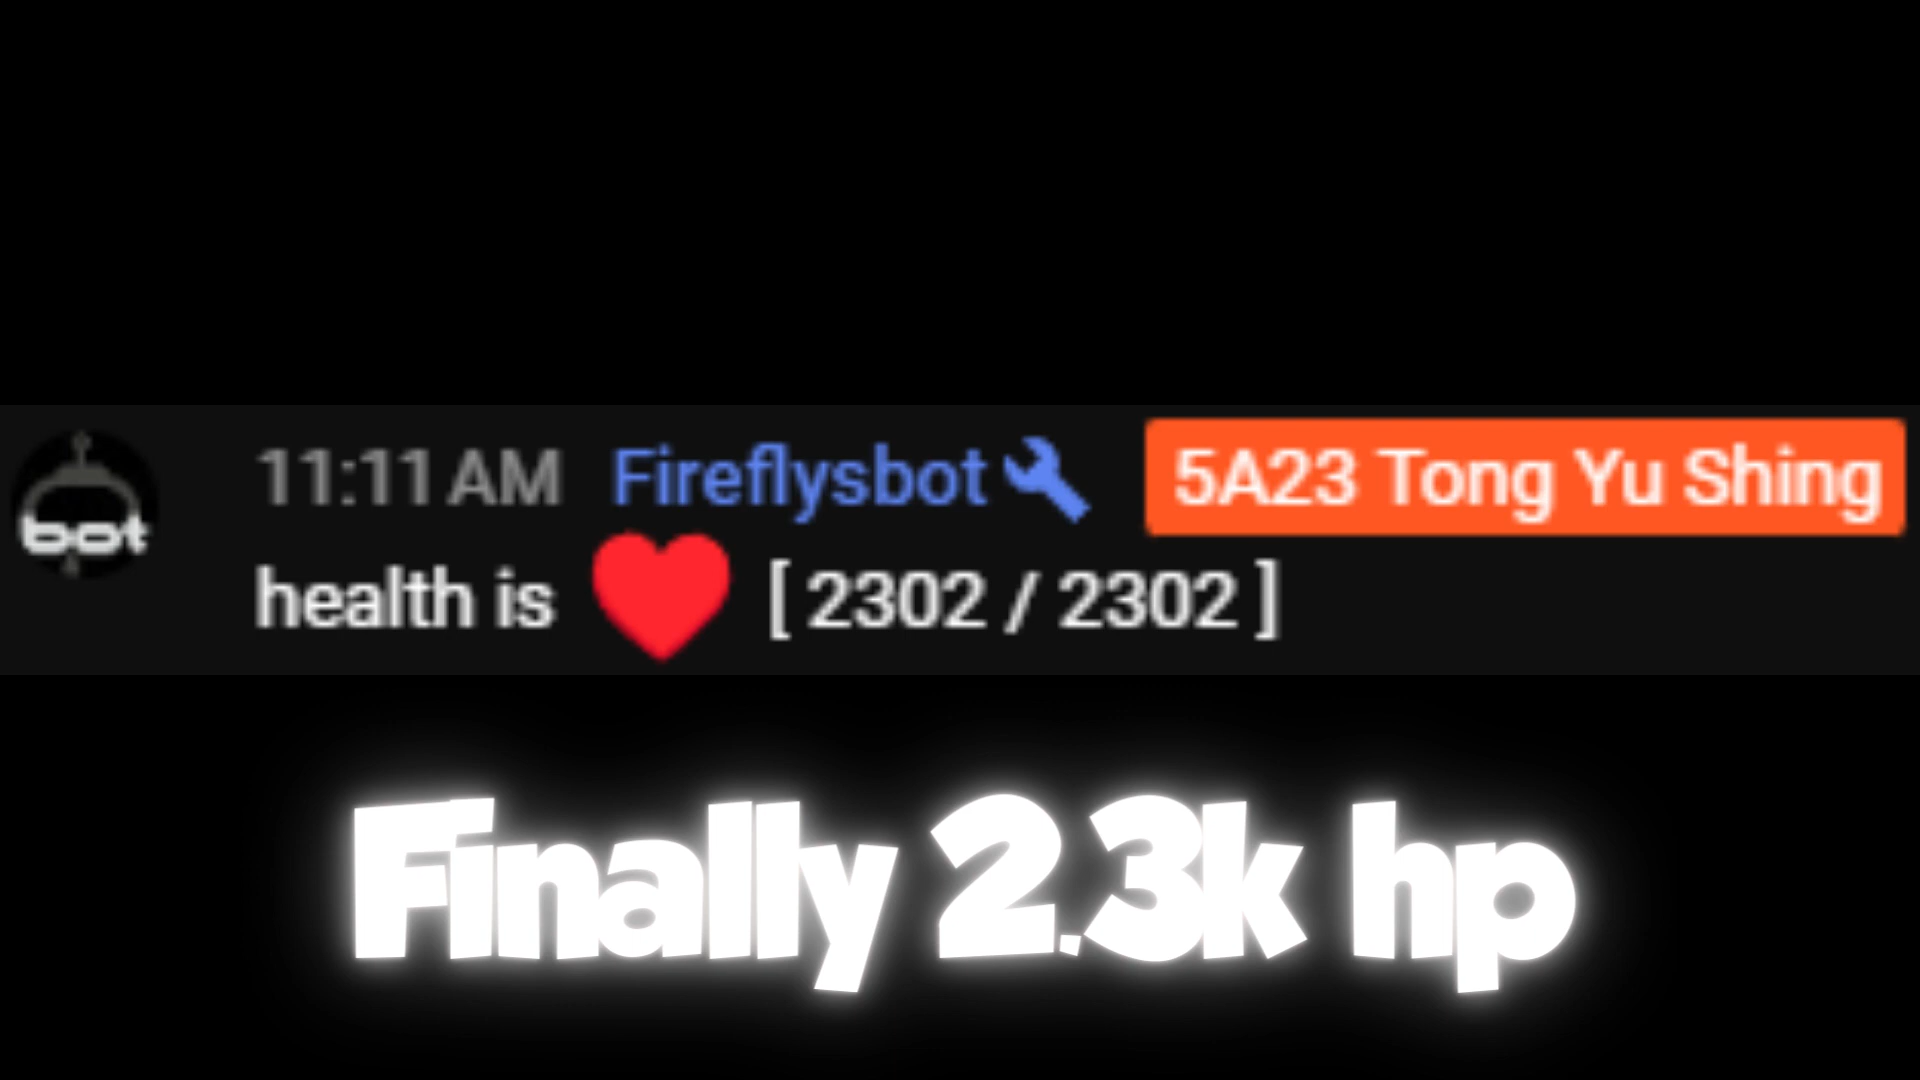 bot
11:11 AM Fireflysbot 5A23 Tong Yu Shing
health is ❤ [ 2302 / 2302 ]
Finally 2.3k hp